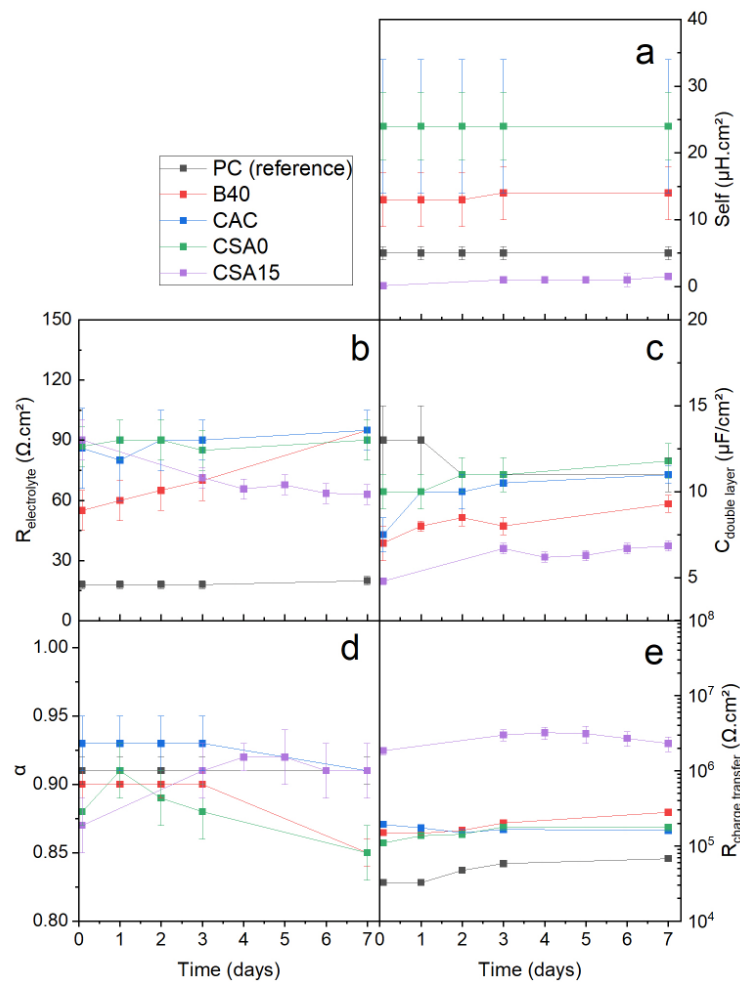 a
40
30
20
10
0
Self (µH.cm²)
PC (reference)
B40
CAC
CSA0
CSA15
b
150
120
90
60
30
0
R electrolyte (Ω.cm²)
c
20
15
10
5
C double layer (µF/cm²)
d
1.00
0.95
0.90
0.85
0.80
α
0 1 2 3 4 5 6 7
Time (days)
e
10⁸
10⁷
10⁶
10⁵
10⁴
R charge transfer (Ω.cm²)
0 1 2 3 4 5 6 7
Time (days)